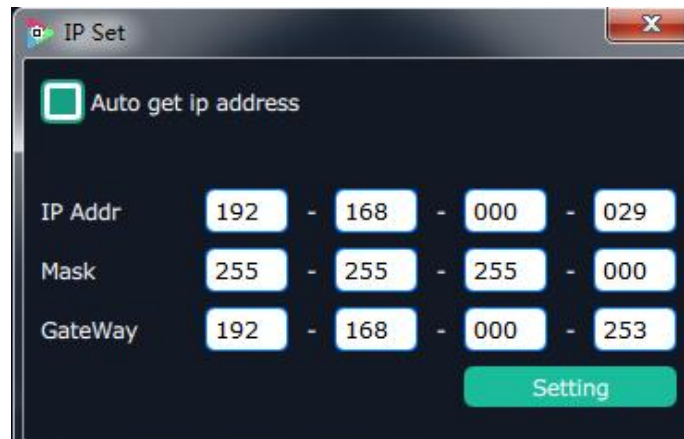 IP Set
Auto get ip address
IP Addr 192 - 168 - 000 - 029
Mask 255 - 255 - 255 - 000
GateWay 192 - 168 - 000 - 253
Setting